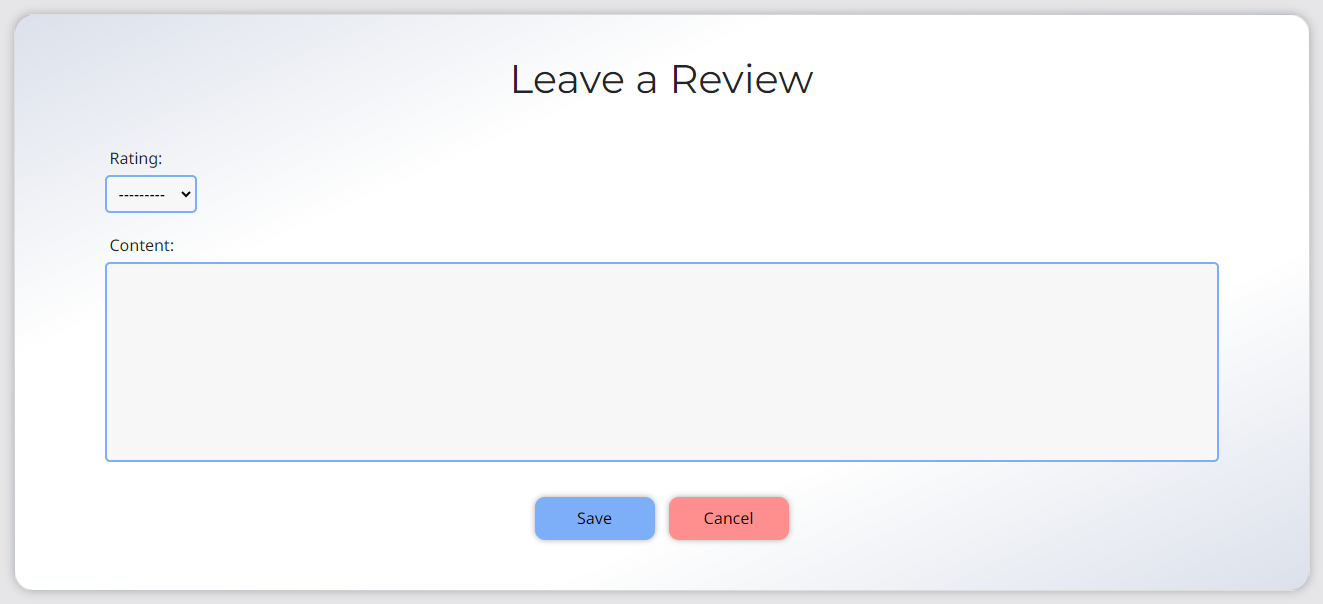 Leave a Review
Rating:
---------
Content:
Save
Cancel